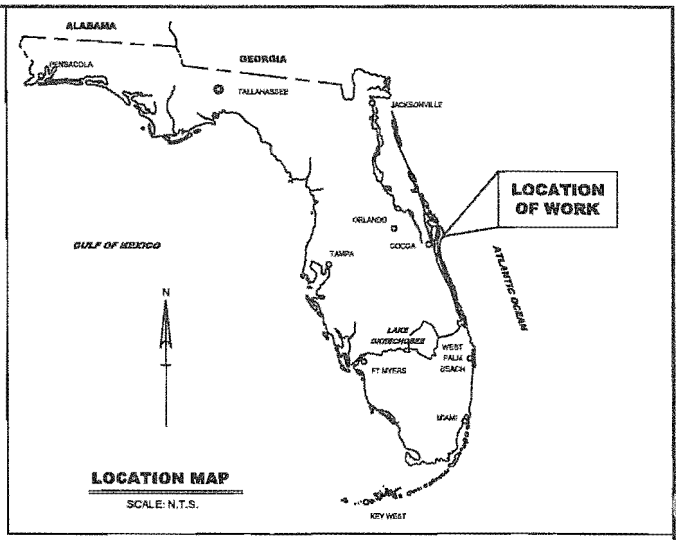 ALABAMA
GEORGIA
PENSACOLA
TALLAHASSEE
JACKSONVILLE
LOCATION
OF WORK
ORLANDO
COCOA
GULF OF MEXICO
TAMPA
ATLANTIC OCEAN
N
LAKE
OKEECHOBEE
WEST
PALM
BEACH
FT MYERS
MIAMI
LOCATION MAP
SCALE: N.T.S.
KEY WEST